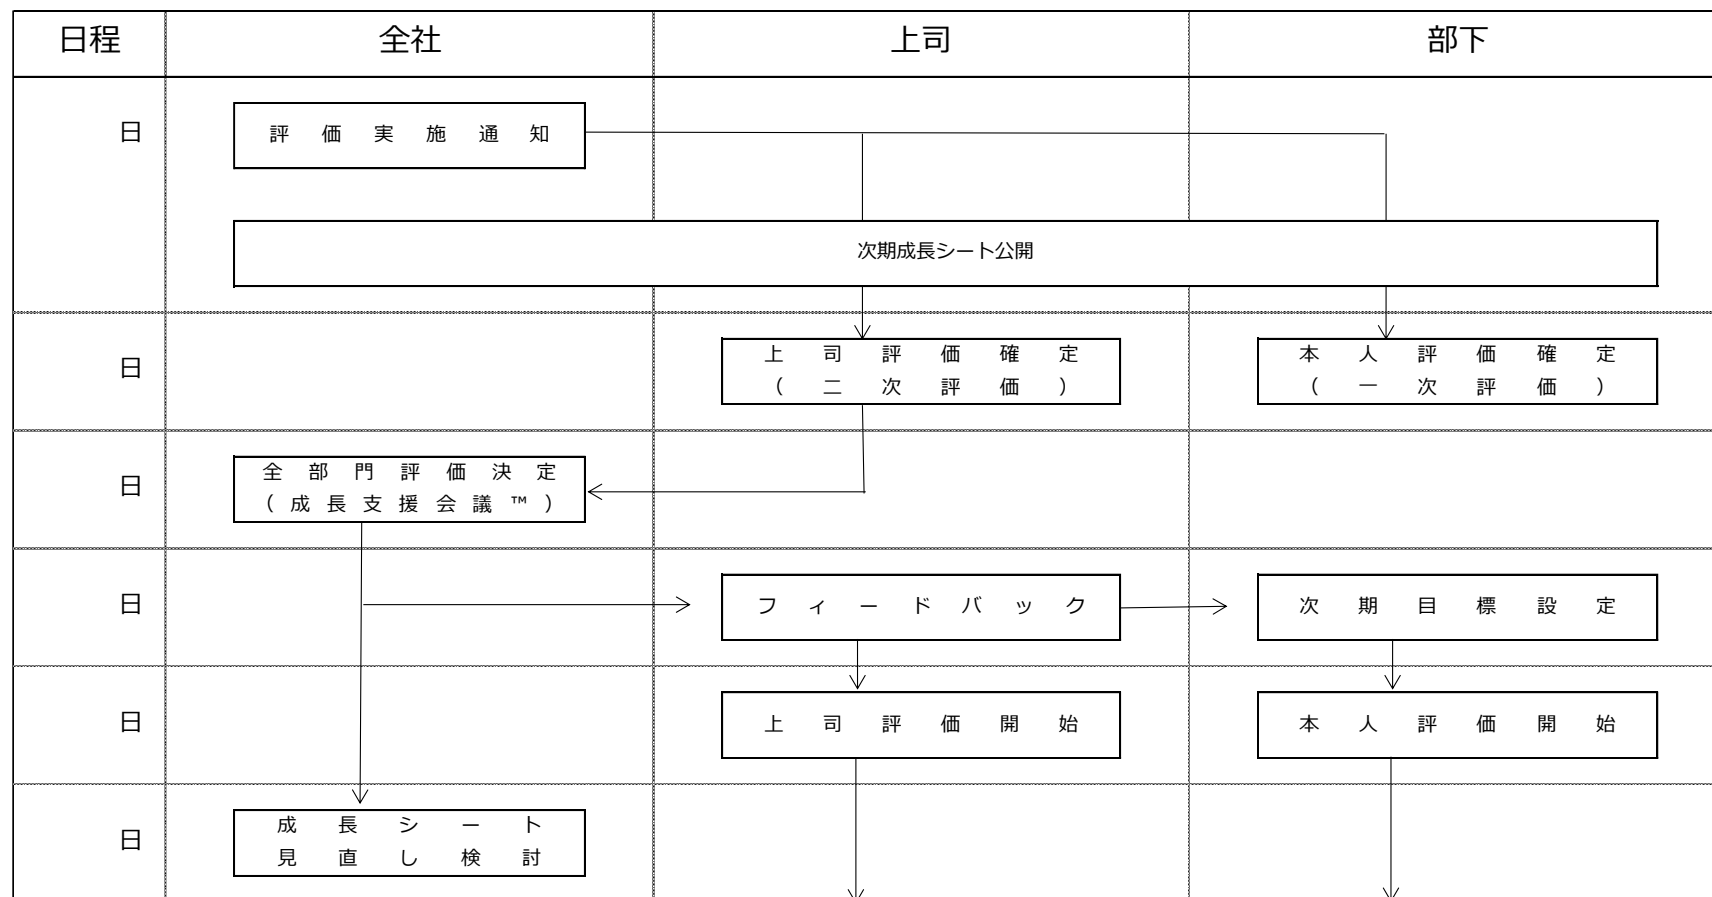 日程 全社 上司 部下
日 評価実施通知
次期成長シート公開
日 上司評価確定 本人評価確定
（二次評価） （一次評価）
日 全部門評価決定
（成長支援会議™）
日 フィードバック 次期目標設定
日 上司評価開始 本人評価開始
日 成長シート
見直し検討